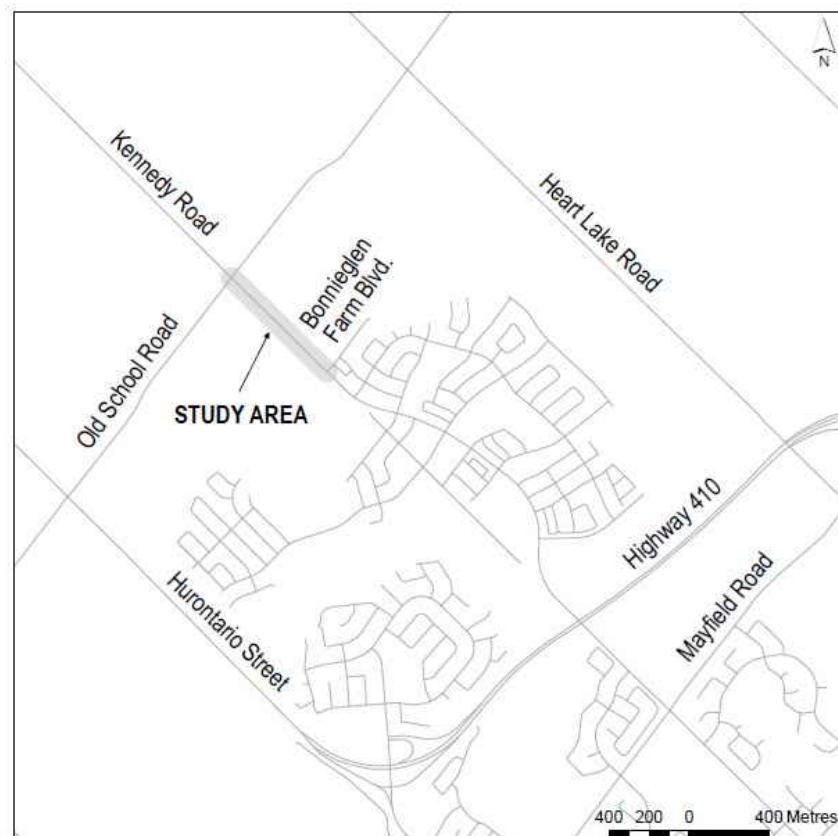 N
Kennedy Road
Heart Lake Road
Bonnieglen
Farm Blvd.
Old School Road
STUDY AREA
Highway 410
Mayfield Road
Hurontario Street
400 200 0 400 Metres